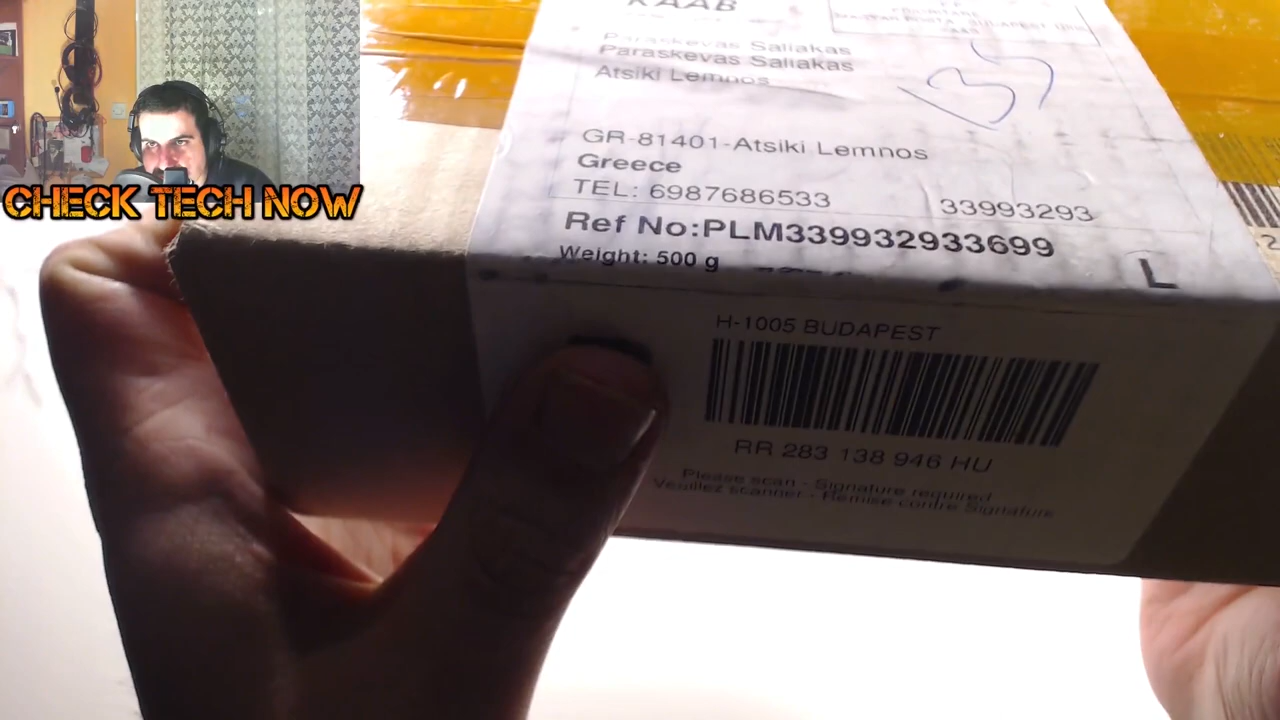 KAAB
Paraskevas Saliakas
Paraskevas Saliakas
Atsiki Lemnos
GR-81401-Atsiki Lemnos
Greece
TEL: 6987686533
33993293
Ref No:PLM339932933699
Weight: 500 g
L
H-1005 BUDAPEST
RR 283 138 946 HU
Please scan - Signature required
Veuillez scanner - Remise contre Signature
CHECK TECH NOW